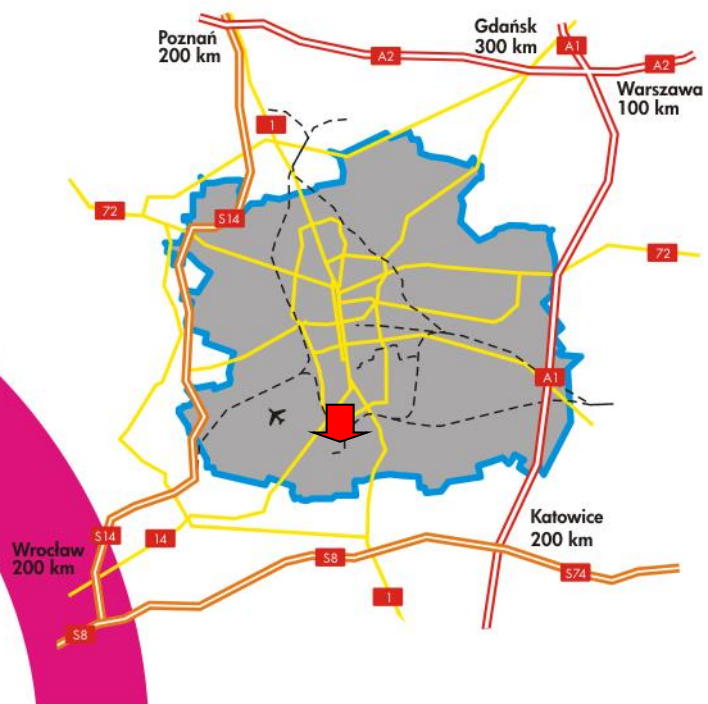 Poznań
200 km
Gdańsk
300 km
A1
A2
A2
Warszawa
100 km
1
72
S14
72
A1
Katowice
200 km
S14
14
Wrocław
200 km
S8
S74
1
S8